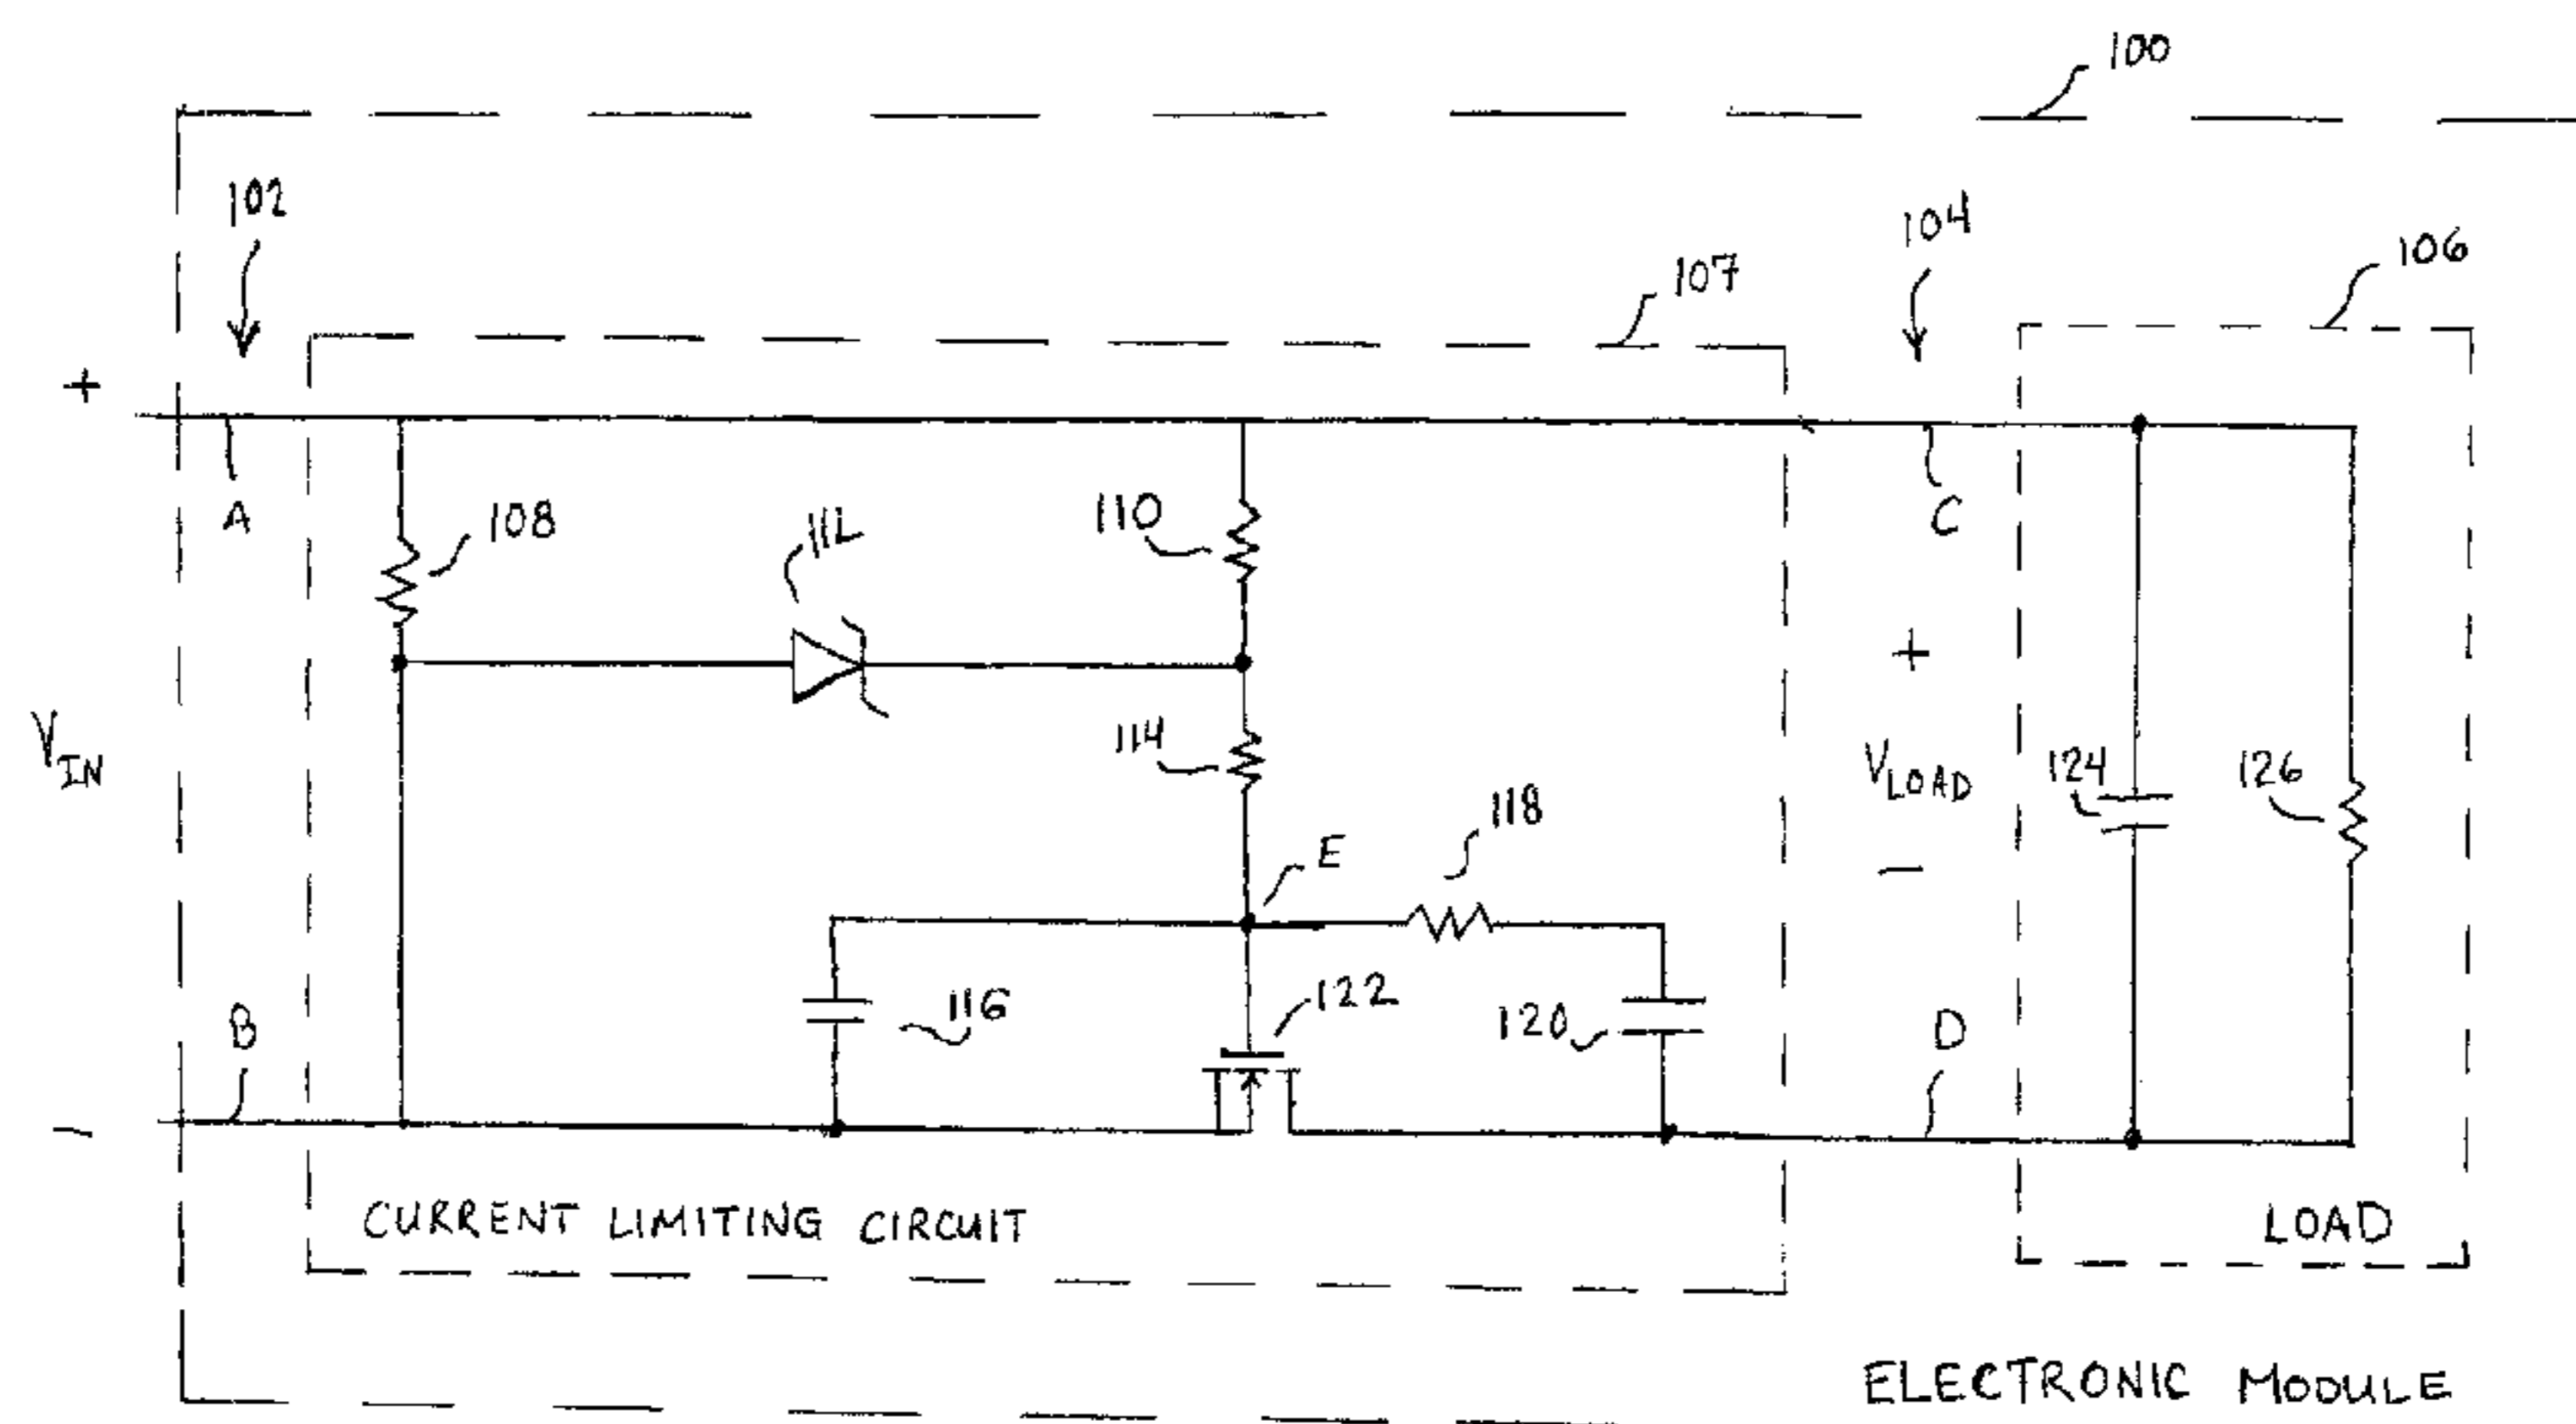 100
102
104
106
107
+
A
108
112
110
C
+
V_IN
114
V_LOAD
124
126
118
E
-
116
122
120
B
D
-
CURRENT LIMITING CIRCUIT
LOAD
ELECTRONIC MODULE